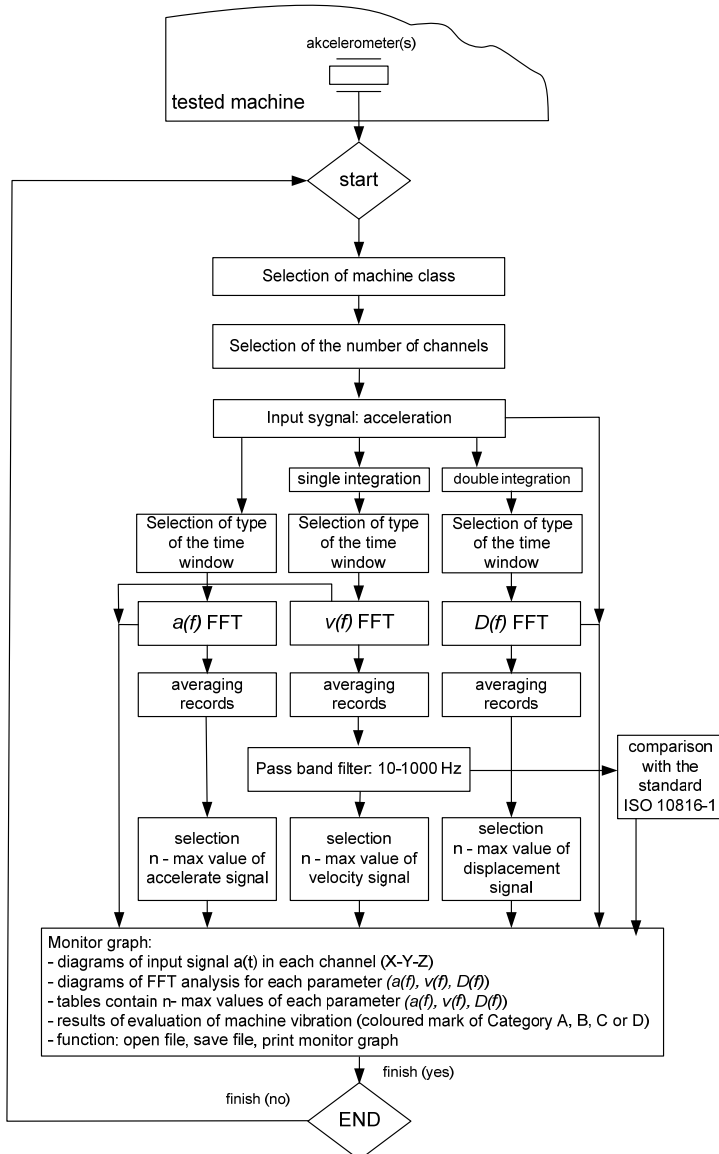 akcelerometer(s)
tested machine
start
Selection of machine class
Selection of the number of channels
Input sygnal: acceleration
single integration
double integration
Selection of type
of the time
window
Selection of type
of the time
window
Selection of type
of the time
window
a(f) FFT
v(f) FFT
D(f) FFT
averaging
records
averaging
records
averaging
records
Pass band filter: 10-1000 Hz
comparison
with the
standard
ISO 10816-1
selection
n - max value of
accelerate signal
selection
n - max value of
velocity signal
selection
n - max value of
displacement
signal
Monitor graph:
- diagrams of input signal a(t) in each channel (X-Y-Z)
- diagrams of FFT analysis for each parameter (a(f), v(f), D(f))
- tables contain n- max values of each parameter (a(f), v(f), D(f))
- results of evaluation of machine vibration (coloured mark of Category A, B, C or D)
- function: open file, save file, print monitor graph
finish (yes)
finish (no)
END